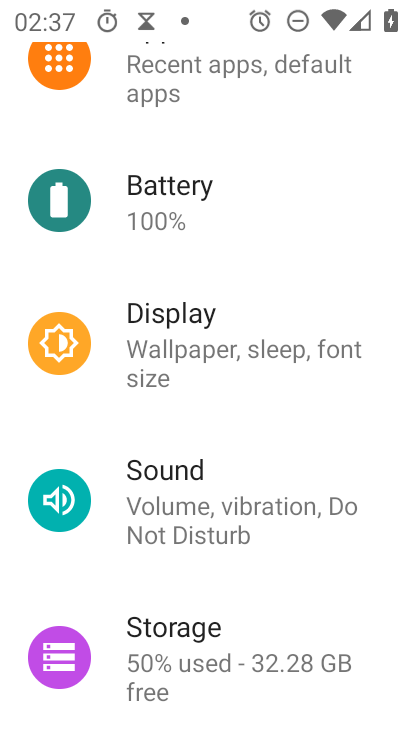 02:37
Recent apps, default
apps
Battery
100%
Display
Wallpaper, sleep, font
size
Sound
Volume, vibration, Do
Not Disturb
Storage
50% used - 32.28 GB
free